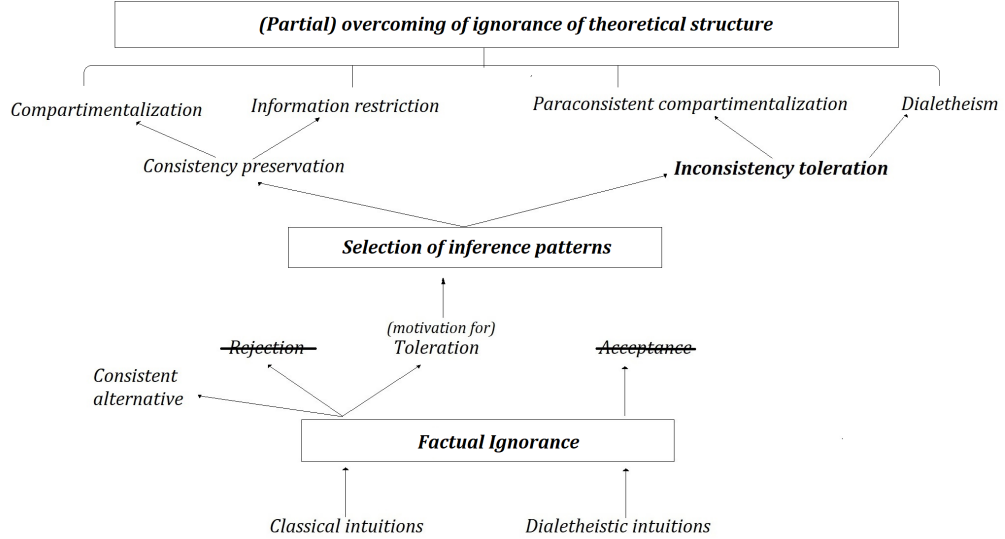 (Partial) overcoming of ignorance of theoretical structure
Compartimentalization
Information restriction
Paraconsistent compartimentalization
Dialetheism
Consistency preservation
Inconsistency toleration
Selection of inference patterns
(motivation for)
Rejection
Toleration
Acceptance
Consistent
alternative
Factual Ignorance
Classical intuitions
Dialetheistic intuitions